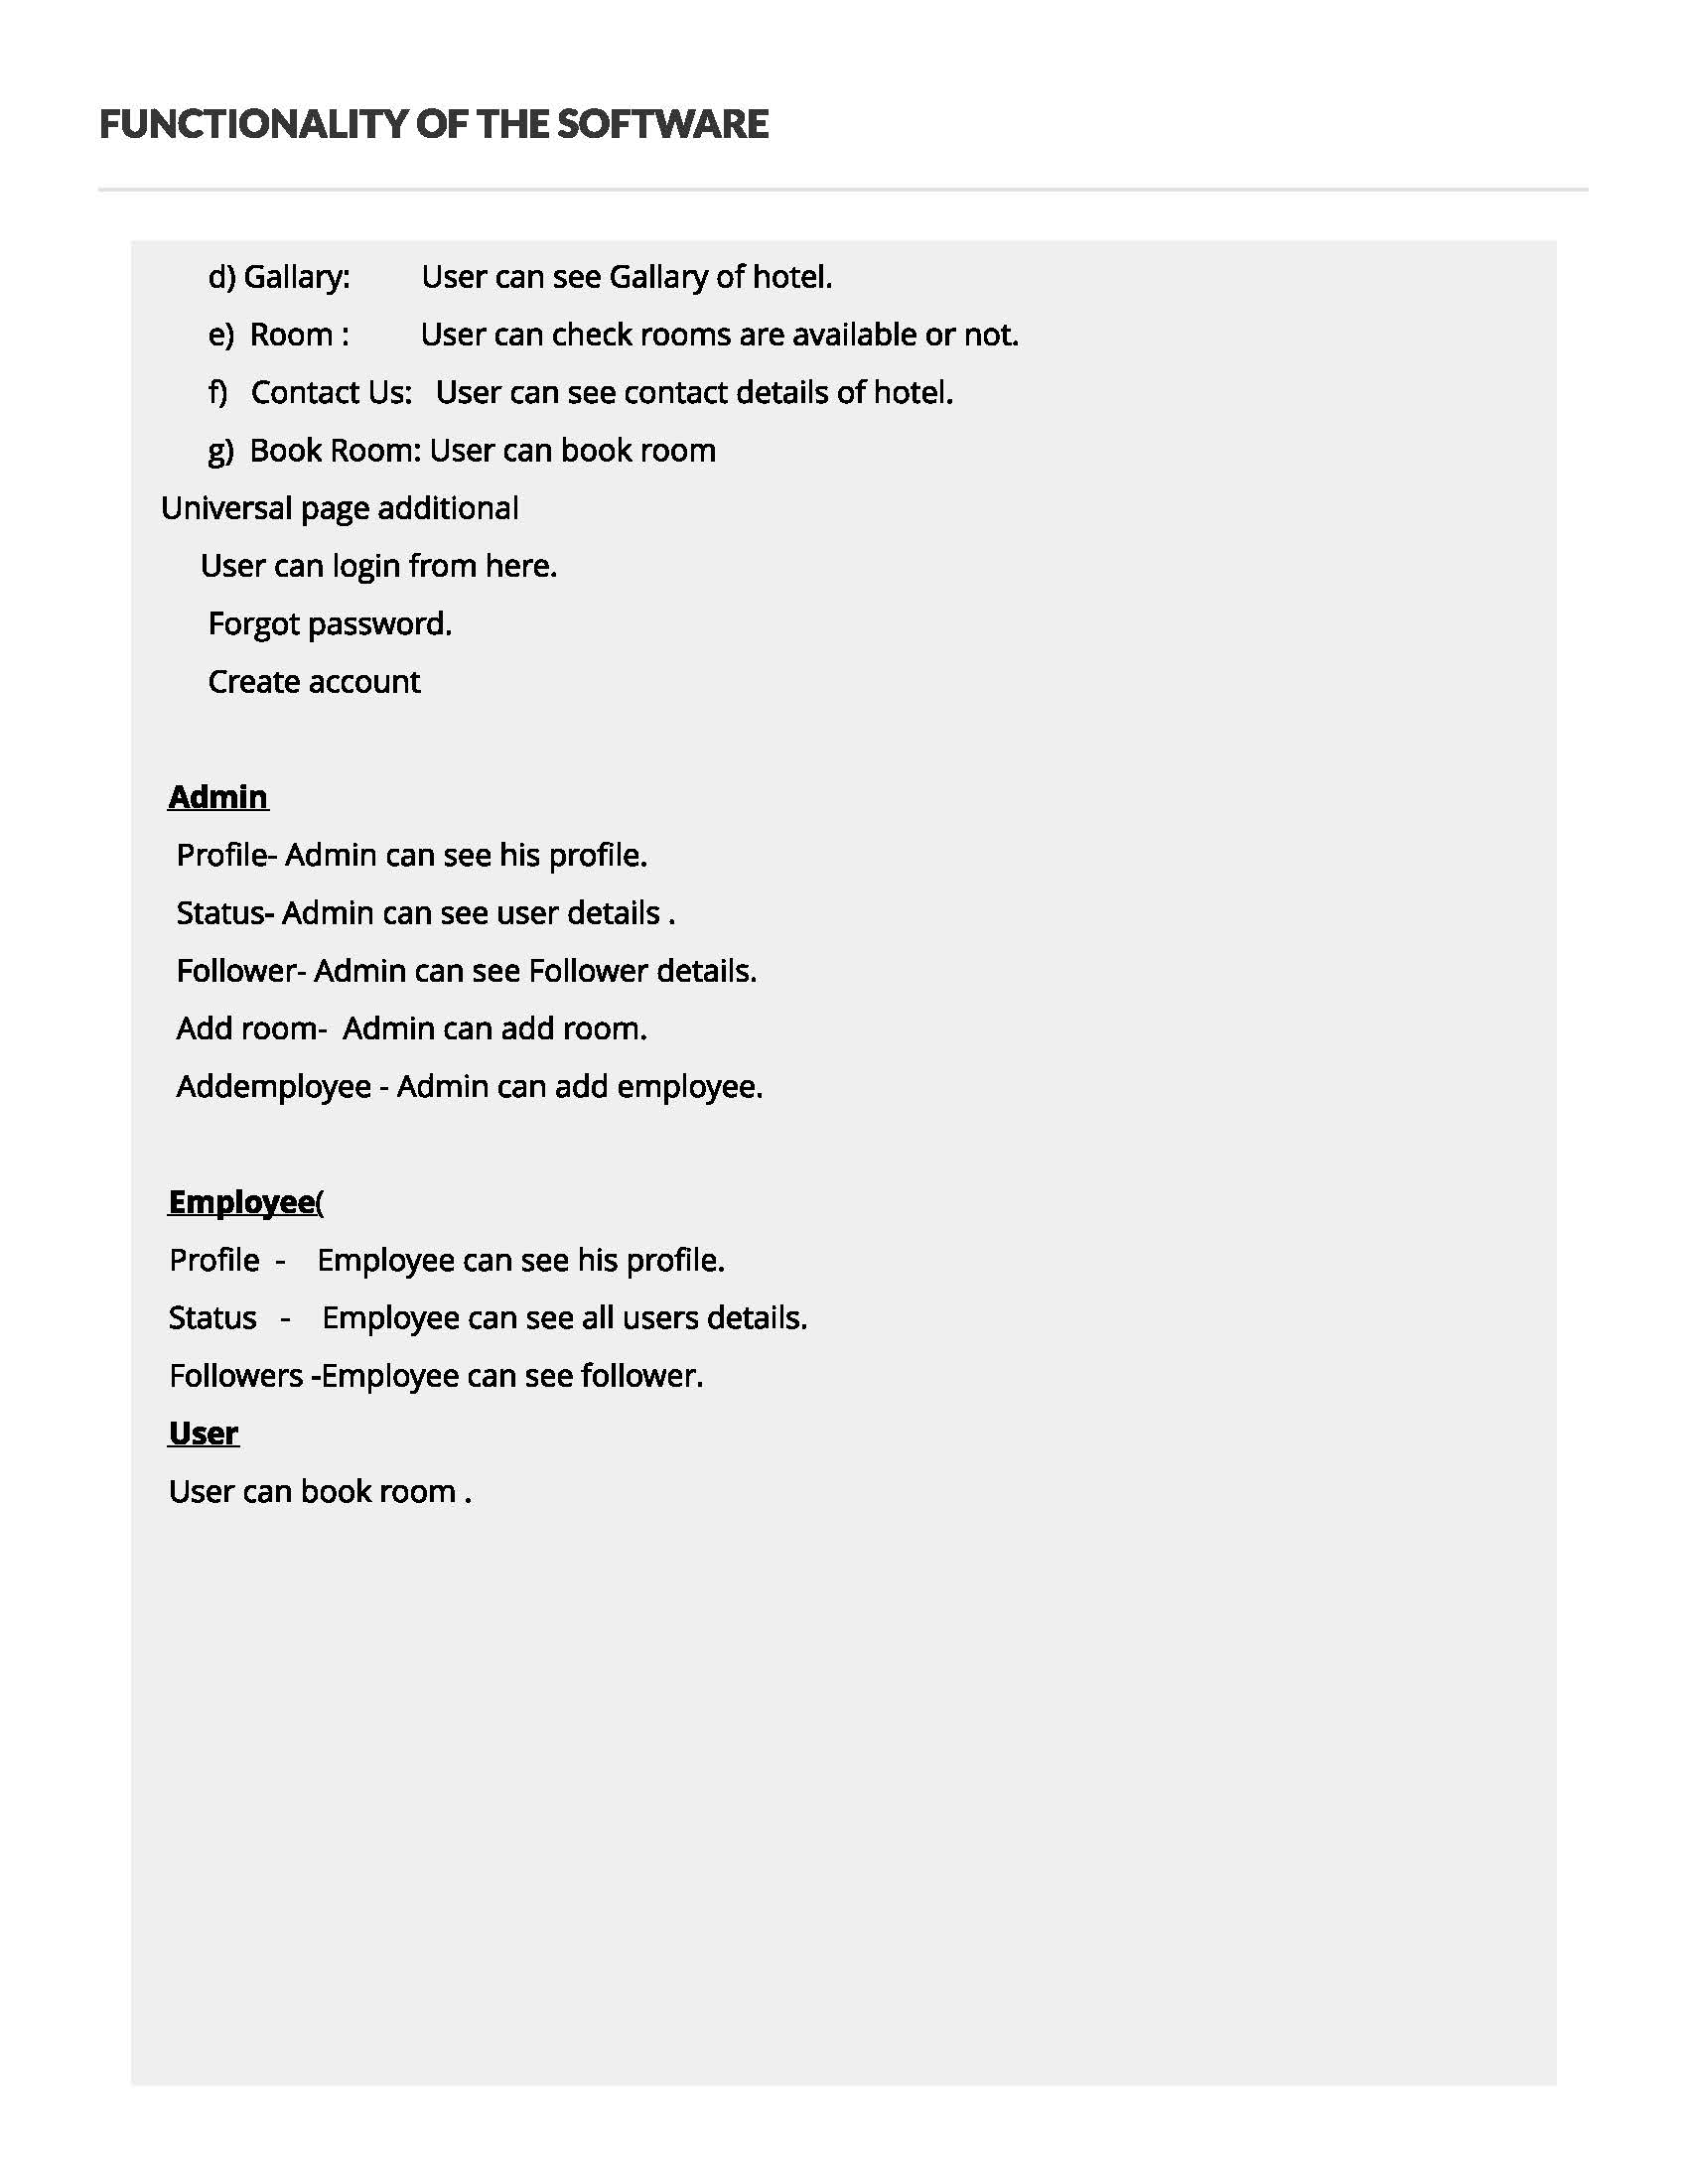 FUNCTIONALITY OF THE SOFTWARE
d) Gallary: User can see Gallary of hotel.
e) Room : User can check rooms are available or not.
f) Contact Us: User can see contact details of hotel.
g) Book Room: User can book room
Universal page additional
User can login from here.
Forgot password.
Create account
Admin
Profile- Admin can see his profile.
Status- Admin can see user details .
Follower- Admin can see Follower details.
Add room- Admin can add room.
Addemployee - Admin can add employee.
Employee(
Profile - Employee can see his profile.
Status - Employee can see all users details.
Followers -Employee can see follower.
User
User can book room .